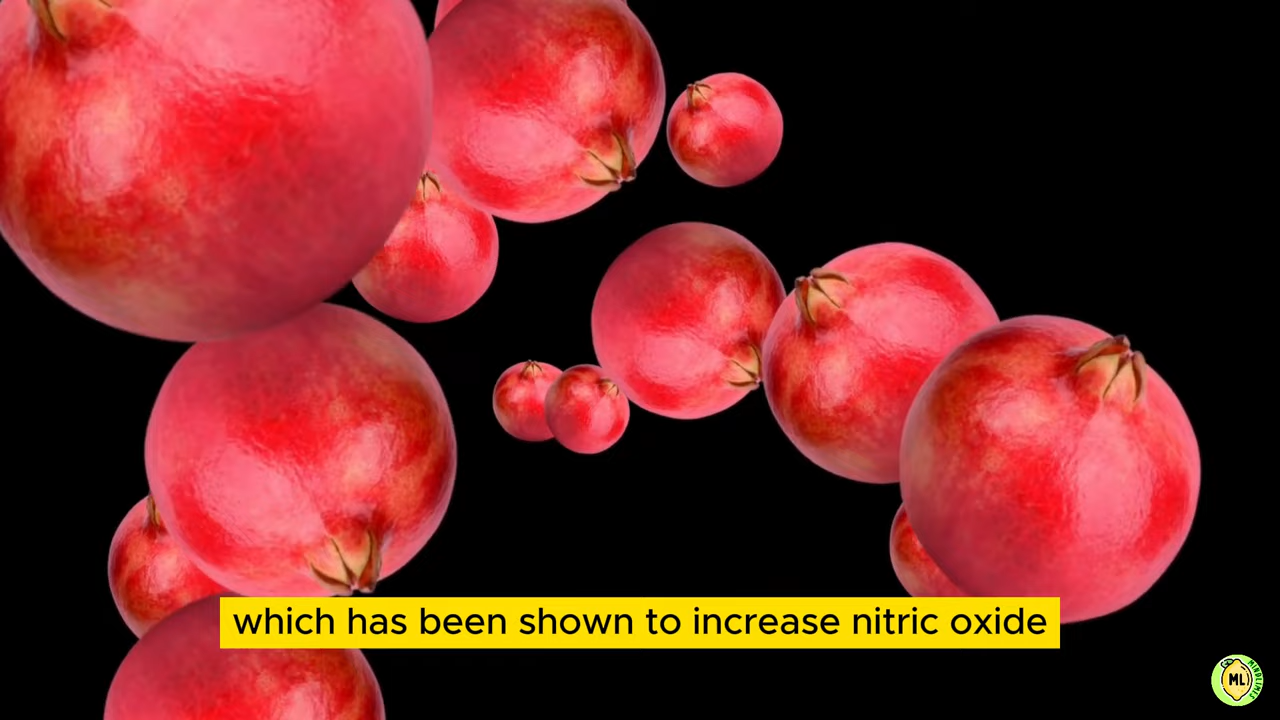 which has been shown to increase nitric oxide
ML